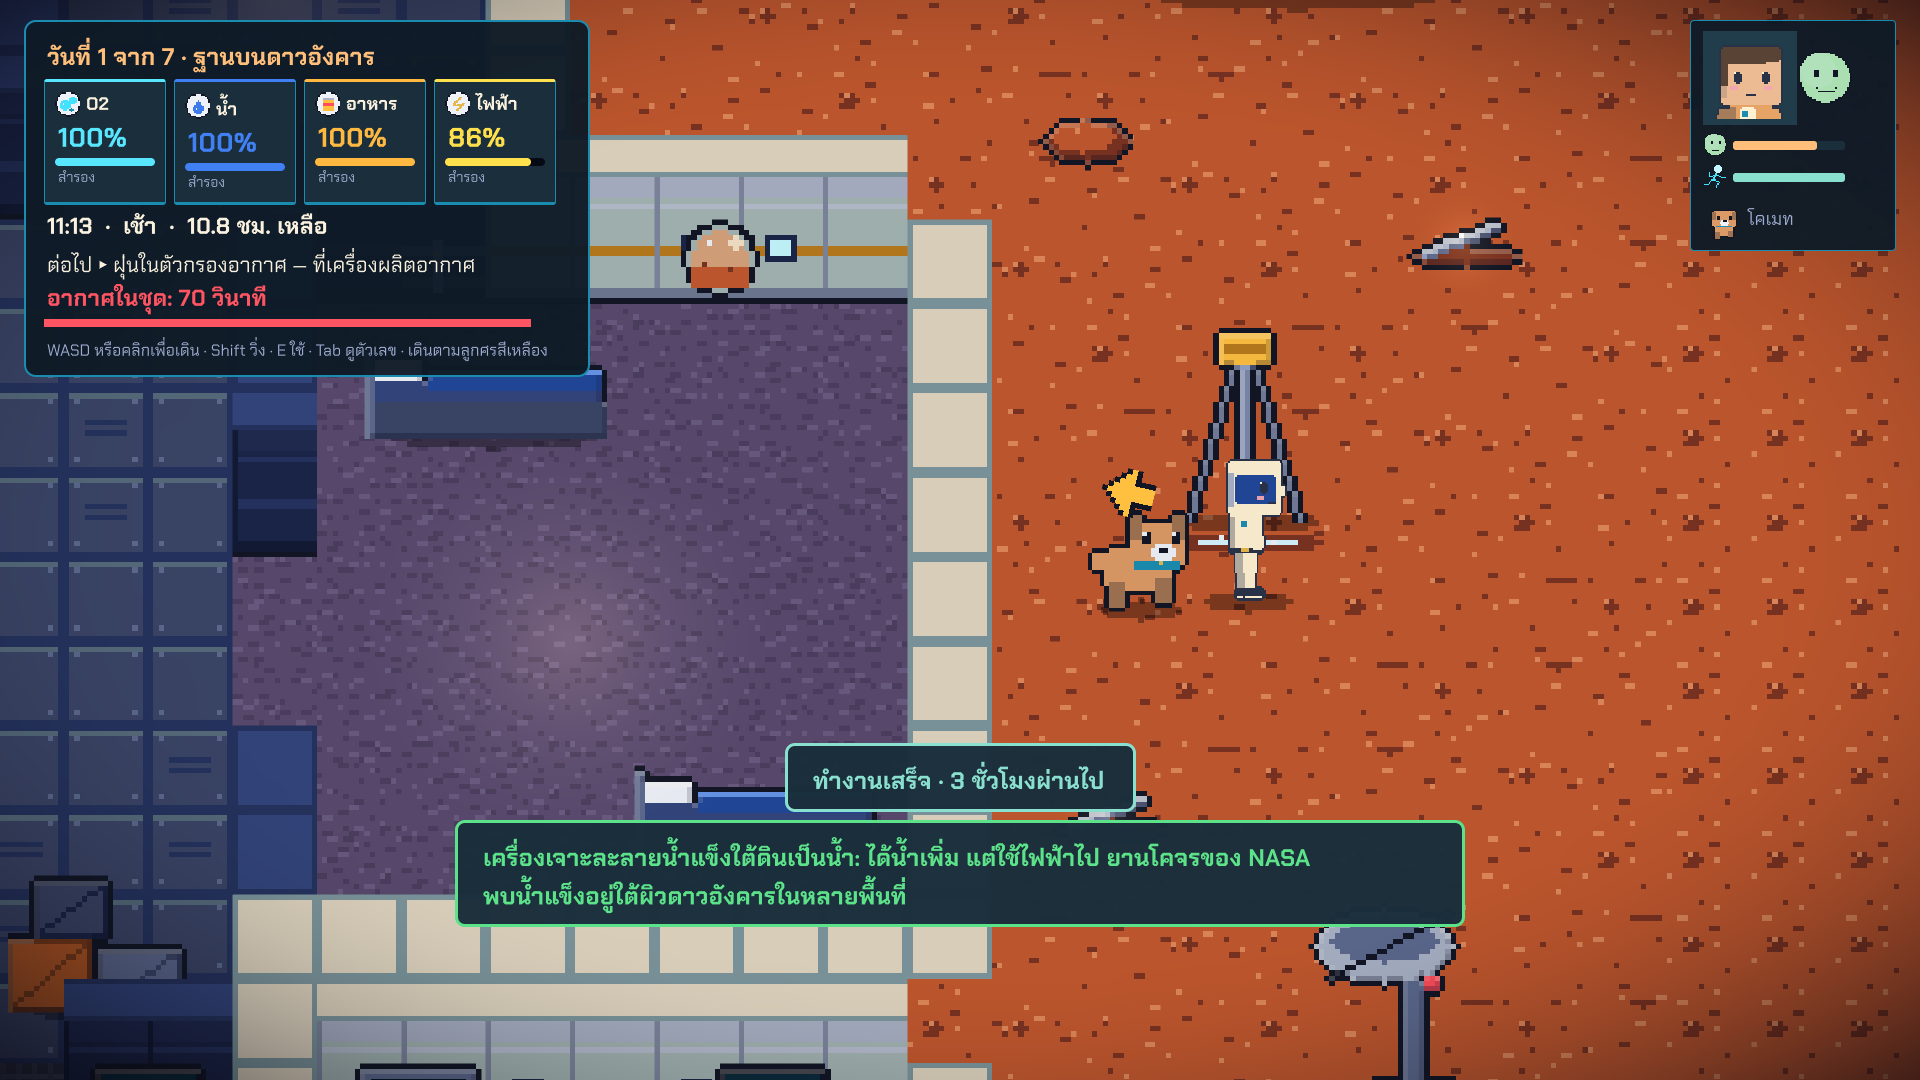 วันที่ 1 จาก 7 · ฐานบนดาวอังคาร
O2
100%
สำรอง
น้ำ
100%
สำรอง
อาหาร
100%
สำรอง
ไฟฟ้า
86%
สำรอง
11:13 · เช้า · 10.8 ชม. เหลือ
ต่อไป ▸ ฝุ่นในตัวกรองอากาศ — ที่เครื่องผลิตอากาศ
อากาศในชุด: 70 วินาที
WASD หรือคลิกเพื่อเดิน · Shift วิ่ง · E ใช้ · Tab ดูตัวเลข · เดินตามลูกศรสีเหลือง
โคเมท
ทำงานเสร็จ · 3 ชั่วโมงผ่านไป
เครื่องเจาะละลายน้ำแข็งใต้ดินเป็นน้ำ: ได้น้ำเพิ่ม แต่ใช้ไฟฟ้าไป ยานโคจรของ NASA
พบน้ำแข็งอยู่ใต้ผิวดาวอังคารในหลายพื้นที่